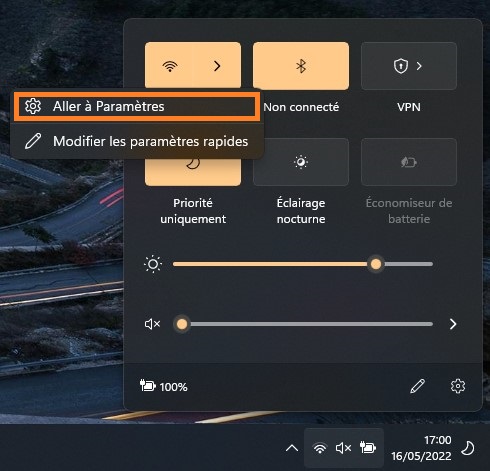 Aller à Paramètres
Non connecté
VPN
Modifier les paramètres rapides
Priorité
uniquement
Éclairage
nocturne
Économiseur de
batterie
100%
17:00
16/05/2022